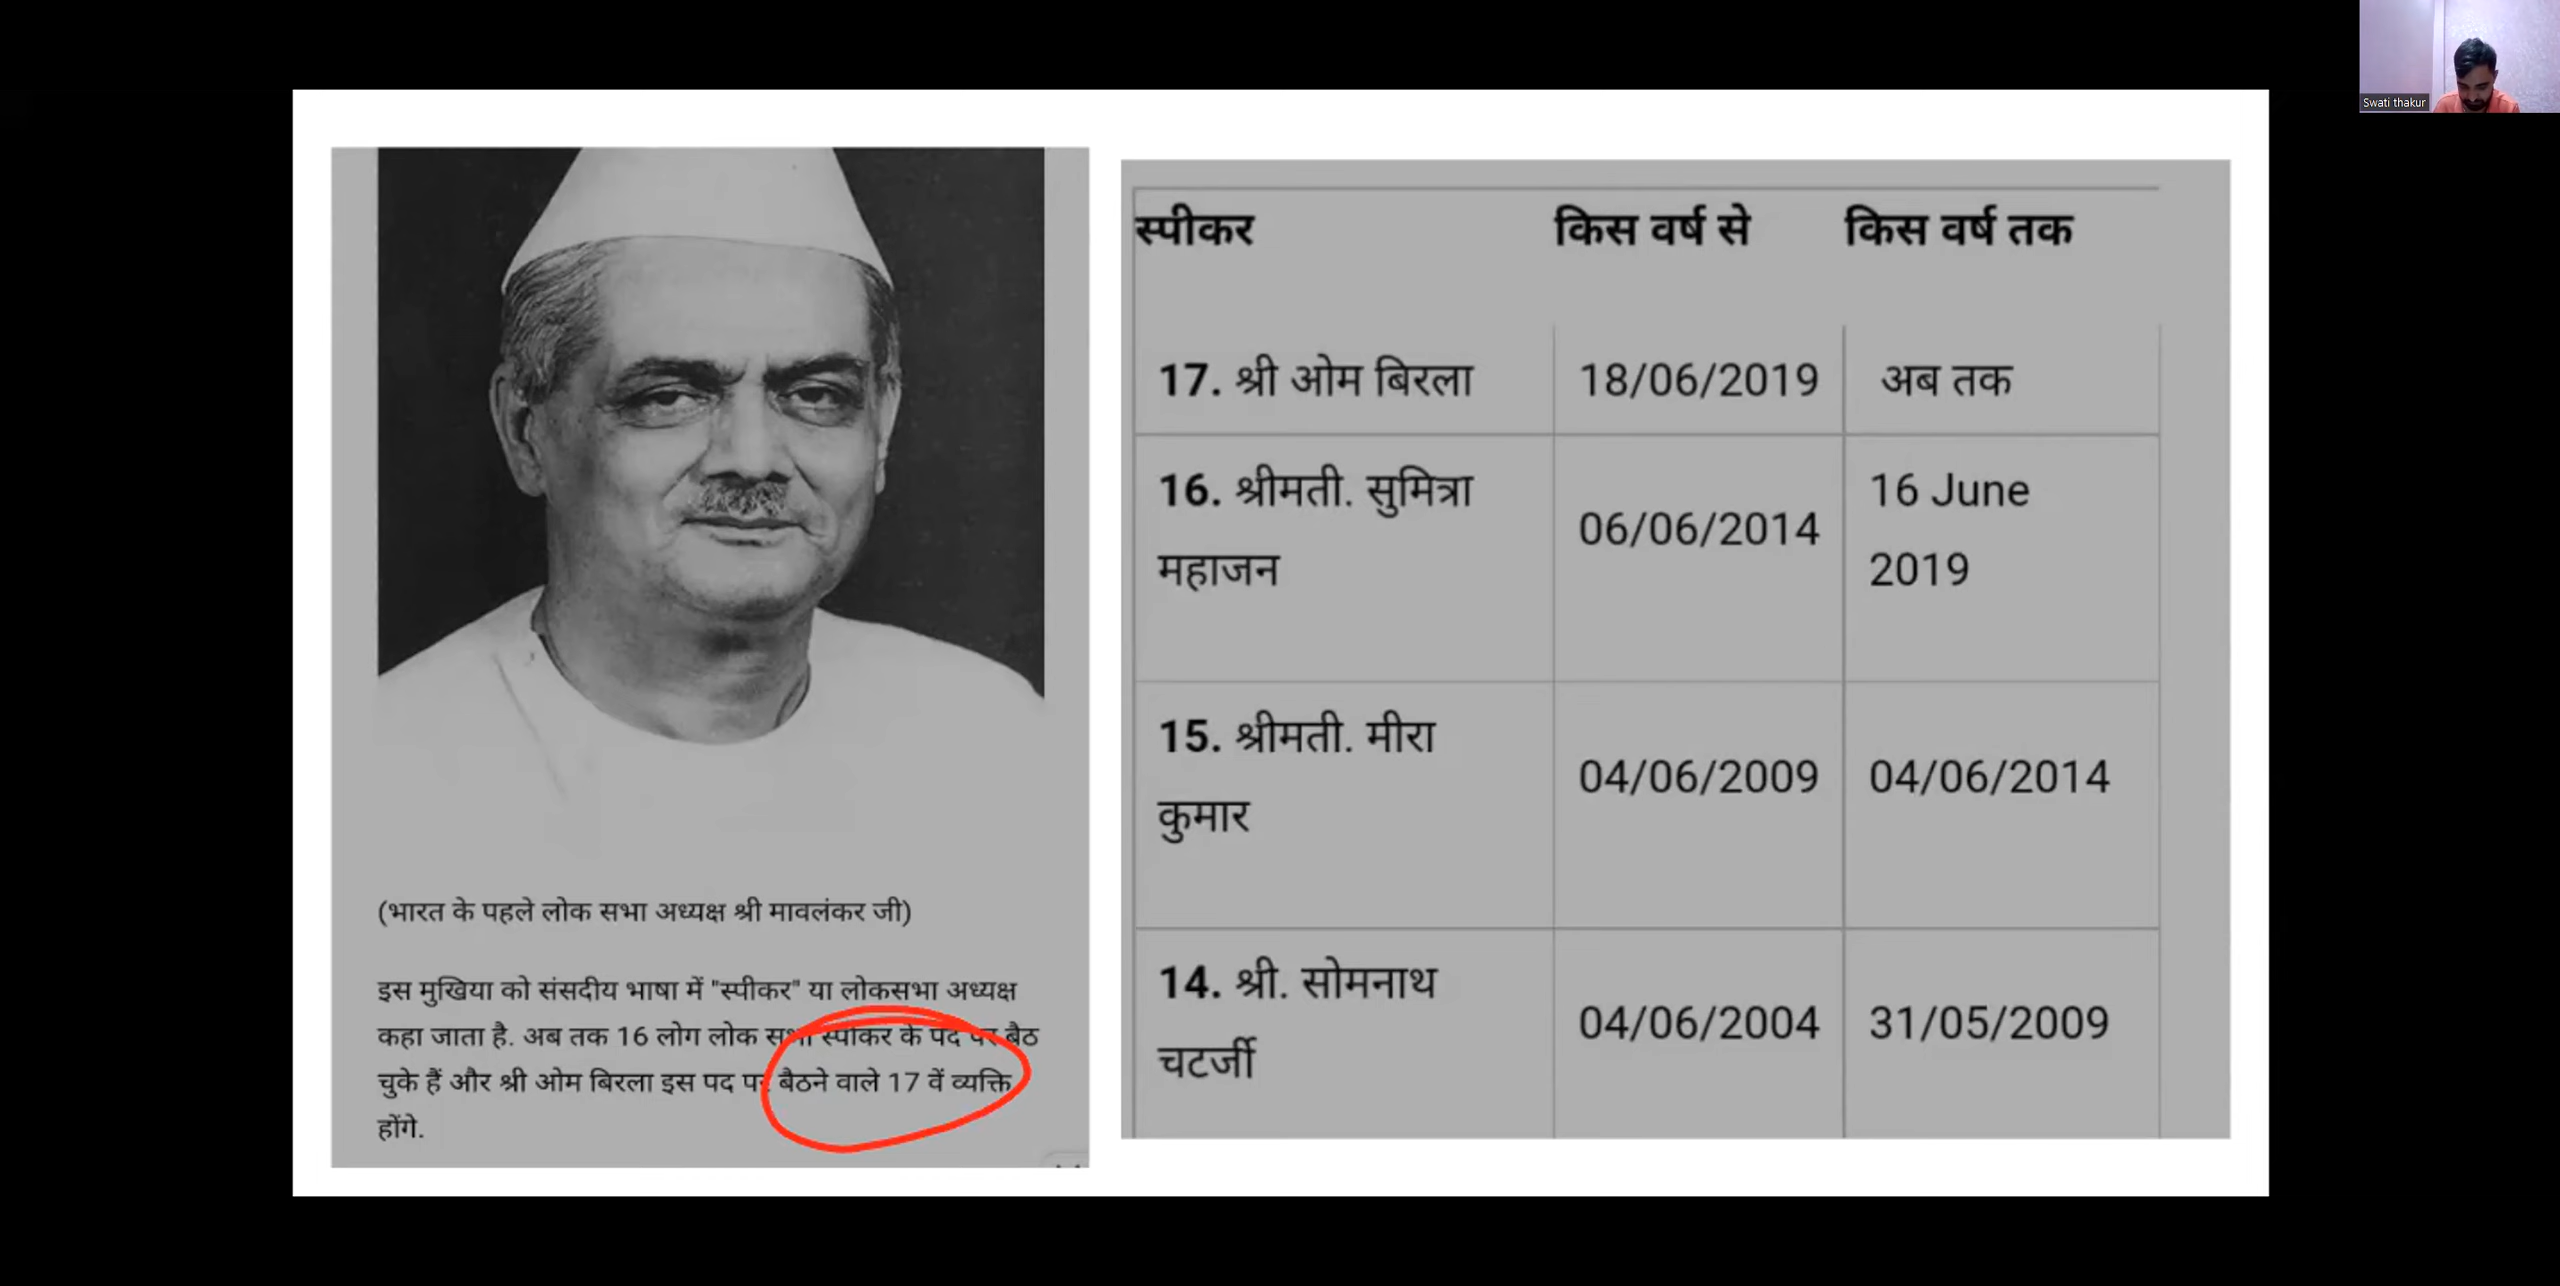 Swati thakur
(भारत के पहले लोक सभा अध्यक्ष श्री मावलंकर जी)
इस मुखिया को संसदीय भाषा में "स्पीकर" या लोकसभा अध्यक्ष
कहा जाता है. अब तक 16 लोग लोक सभा स्पीकर के पद पर बैठ
चुके हैं और श्री ओम बिरला इस पद पर बैठने वाले 17 वें व्यक्ति
होंगे.
स्पीकर किस वर्ष से किस वर्ष तक
17. श्री ओम बिरला 18/06/2019 अब तक
16. श्रीमती. सुमित्रा
महाजन
06/06/2014
16 June
2019
15. श्रीमती. मीरा
कुमार
04/06/2009 04/06/2014
14. श्री. सोमनाथ
चटर्जी
04/06/2004 31/05/2009